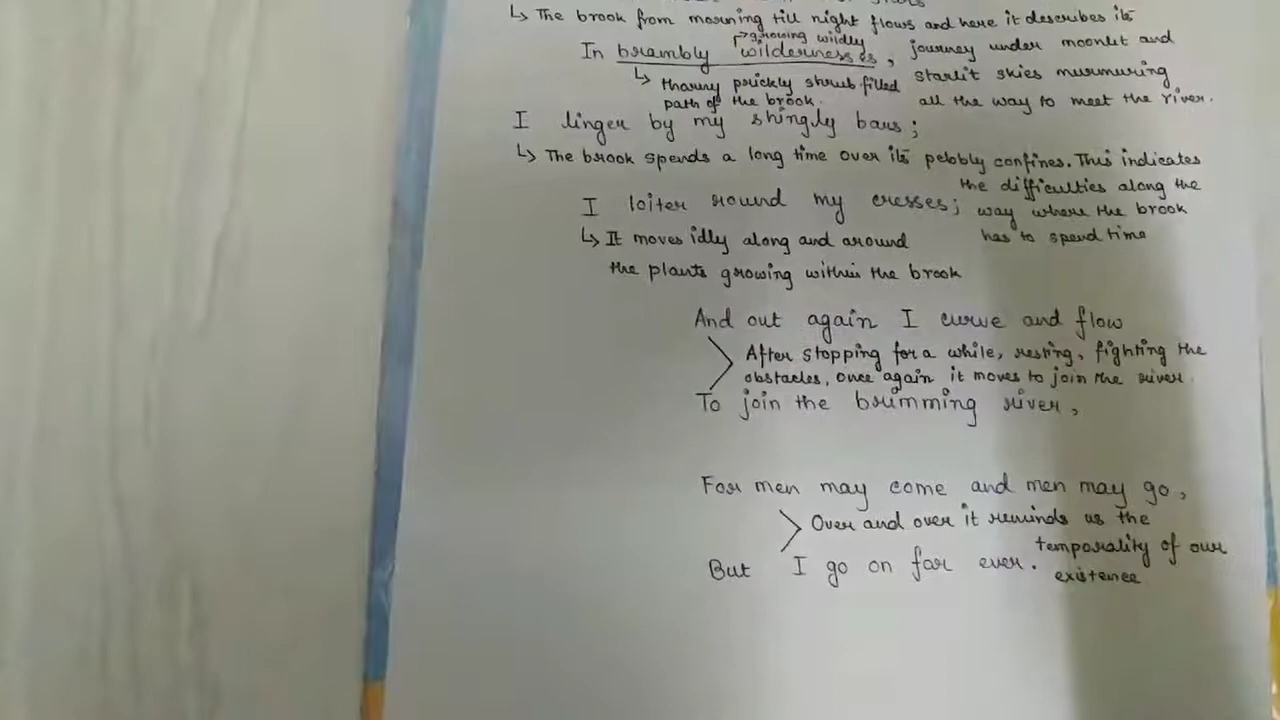 ↳ The brook from morning till night flows and here it describes its
↱ growing wildly
In brambly wildernesses, journey under moonlit and
↳ thorny prickly shrub filled starlit skies murmuring
path of the brook. all the way to meet the river.
I linger by my shingly bars;
↳ The brook spends a long time over its pebbly confines. This indicates
the difficulties along the
I loiter round my cresses; way where the brook
↳ It moves idly along and around has to spend time
the plants growing within the brook
And out again I curve and flow
After stopping for a while, resting, fighting the
obstacles, once again it moves to join the river.
To join the brimming river,
For men may come and men may go,
Over and over it reminds us the
temporality of our
But I go on for ever.
existence